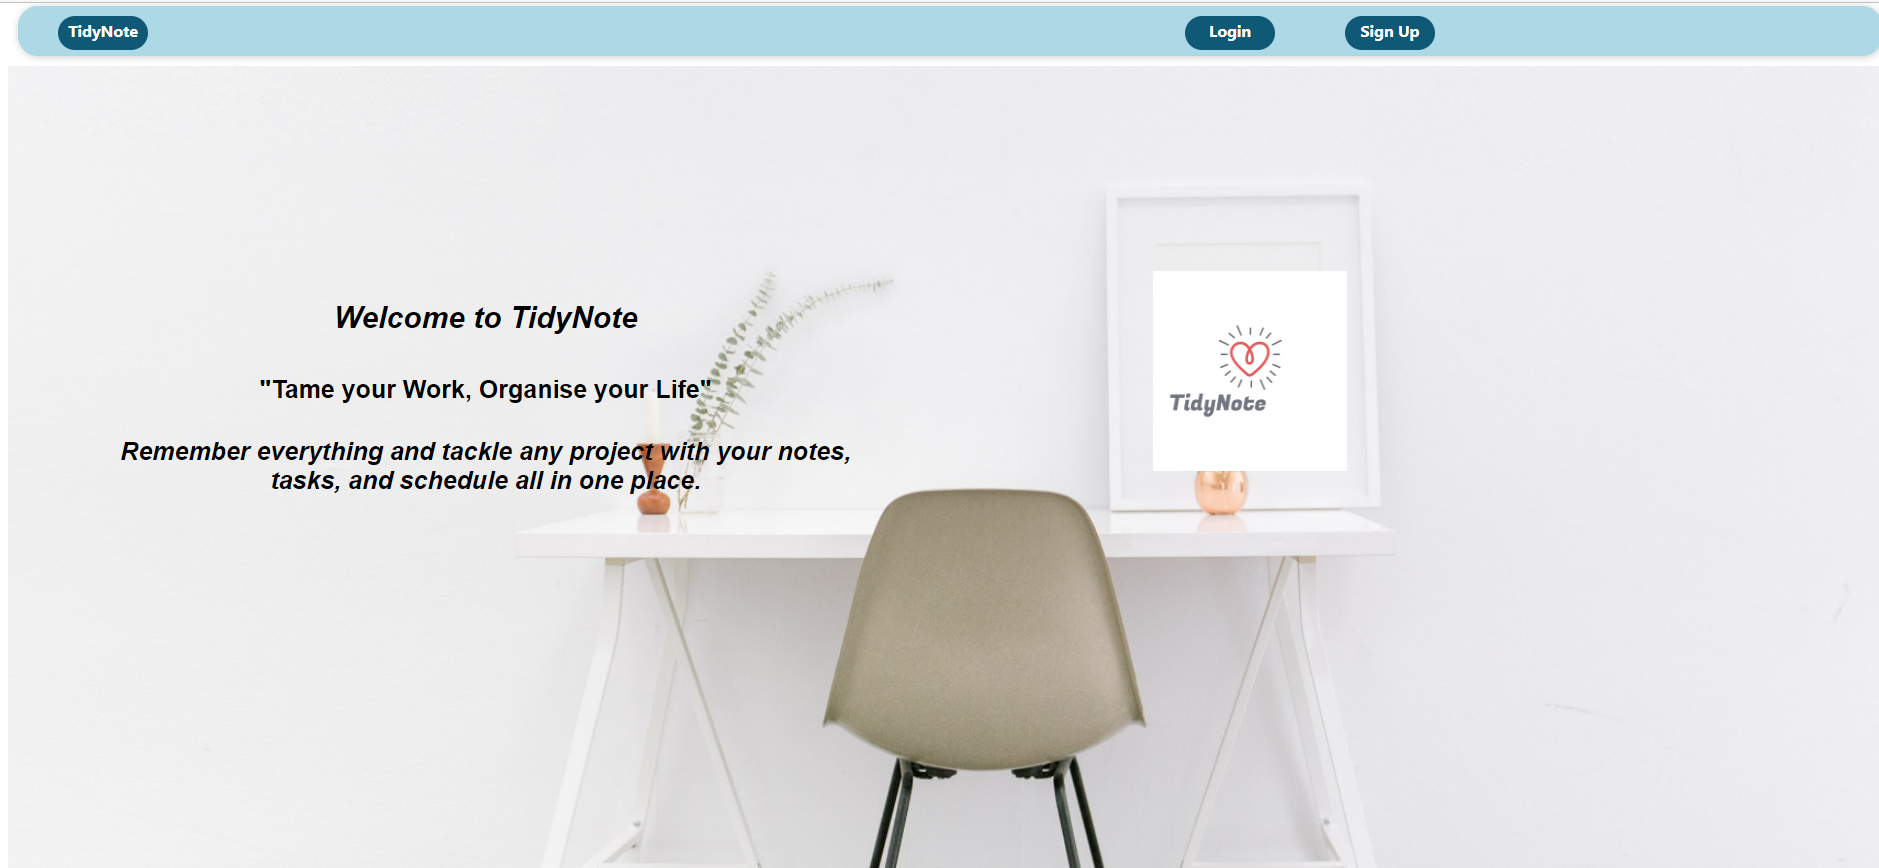 TidyNote
Login
Sign Up
Welcome to TidyNote
"Tame your Work, Organise your Life"
Remember everything and tackle any project with your notes,
tasks, and schedule all in one place.
TidyNote